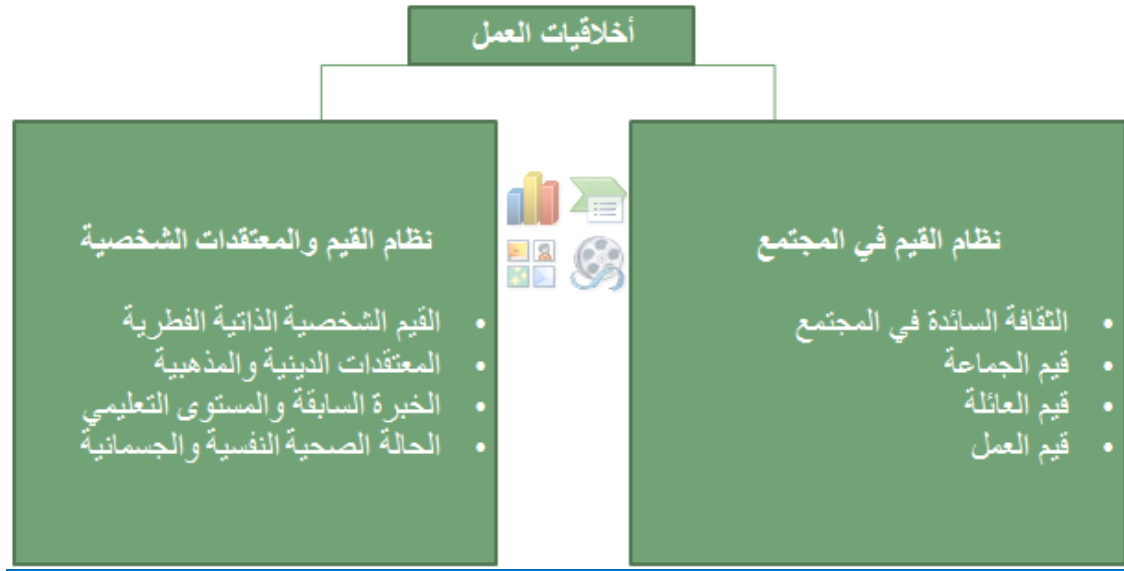 أخلاقيات العمل
نظام القيم في المجتمع
• الثقافة السائدة في المجتمع
• قيم الجماعة
• قيم العائلة
• قيم العمل
نظام القيم والمعتقدات الشخصية
• القيم الشخصية الذاتية الفطرية
• المعتقدات الدينية والمذهبية
• الخبرة السابقة والمستوى التعليمي
• الحالة الصحية النفسية والجسمانية